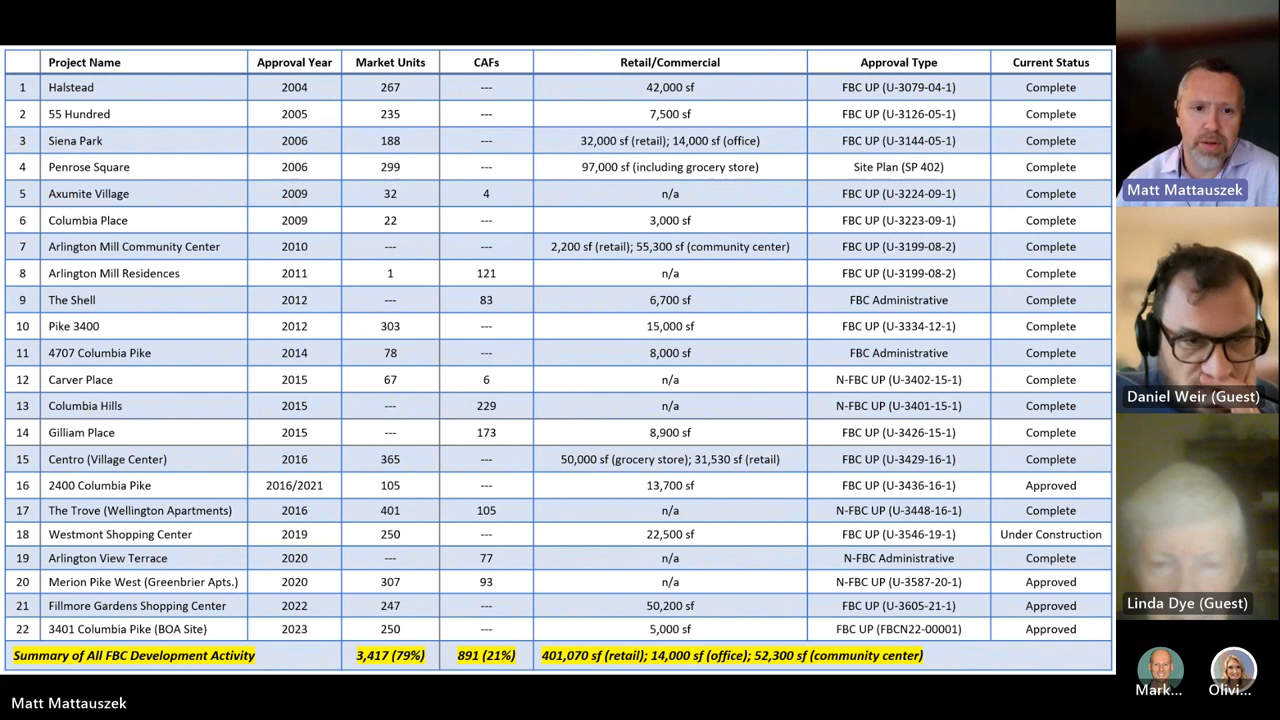 Project Name Approval Year Market Units CAFs Retail/Commercial Approval Type Current Status
1 Halstead 2004 267 --- 42,000 sf FBC UP (U-3079-04-1) Complete
2 55 Hundred 2005 235 --- 7,500 sf FBC UP (U-3126-05-1) Complete
3 Siena Park 2006 188 --- 32,000 sf (retail); 14,000 sf (office) FBC UP (U-3144-05-1) Complete
4 Penrose Square 2006 299 --- 97,000 sf (including grocery store) Site Plan (SP 402) Complete
5 Axumite Village 2009 32 4 n/a FBC UP (U-3224-09-1) Complete
6 Columbia Place 2009 22 --- 3,000 sf FBC UP (U-3223-09-1) Complete
7 Arlington Mill Community Center 2010 --- --- 2,200 sf (retail); 55,300 sf (community center) FBC UP (U-3199-08-2) Complete
8 Arlington Mill Residences 2011 1 121 n/a FBC UP (U-3199-08-2) Complete
9 The Shell 2012 --- 83 6,700 sf FBC Administrative Complete
10 Pike 3400 2012 303 --- 15,000 sf FBC UP (U-3334-12-1) Complete
11 4707 Columbia Pike 2014 78 --- 8,000 sf FBC Administrative Complete
12 Carver Place 2015 67 6 n/a N-FBC UP (U-3402-15-1) Complete
13 Columbia Hills 2015 --- 229 n/a N-FBC UP (U-3401-15-1) Complete
14 Gilliam Place 2015 --- 173 8,900 sf FBC UP (U-3426-15-1) Complete
15 Centro (Village Center) 2016 365 --- 50,000 sf (grocery store); 31,530 sf (retail) FBC UP (U-3429-16-1) Complete
16 2400 Columbia Pike 2016/2021 105 --- 13,700 sf FBC UP (U-3436-16-1) Approved
17 The Trove (Wellington Apartments) 2016 401 105 n/a N-FBC UP (U-3448-16-1) Complete
18 Westmont Shopping Center 2019 250 --- 22,500 sf FBC UP (U-3546-19-1) Under Construction
19 Arlington View Terrace 2020 --- 77 n/a N-FBC Administrative Complete
20 Merion Pike West (Greenbrier Apts.) 2020 307 93 n/a N-FBC UP (U-3587-20-1) Approved
21 Fillmore Gardens Shopping Center 2022 247 --- 50,200 sf FBC UP (U-3605-21-1) Approved
22 3401 Columbia Pike (BOA Site) 2023 250 --- 5,000 sf FBC UP (FBCN22-00001) Approved
Summary of All FBC Development Activity 3,417 (79%) 891 (21%) 401,070 sf (retail); 14,000 sf (office); 52,300 sf (community center)
Matt Mattauszek
Daniel Weir (Guest)
Linda Dye (Guest)
Mark... Olivi...
Matt Mattauszek